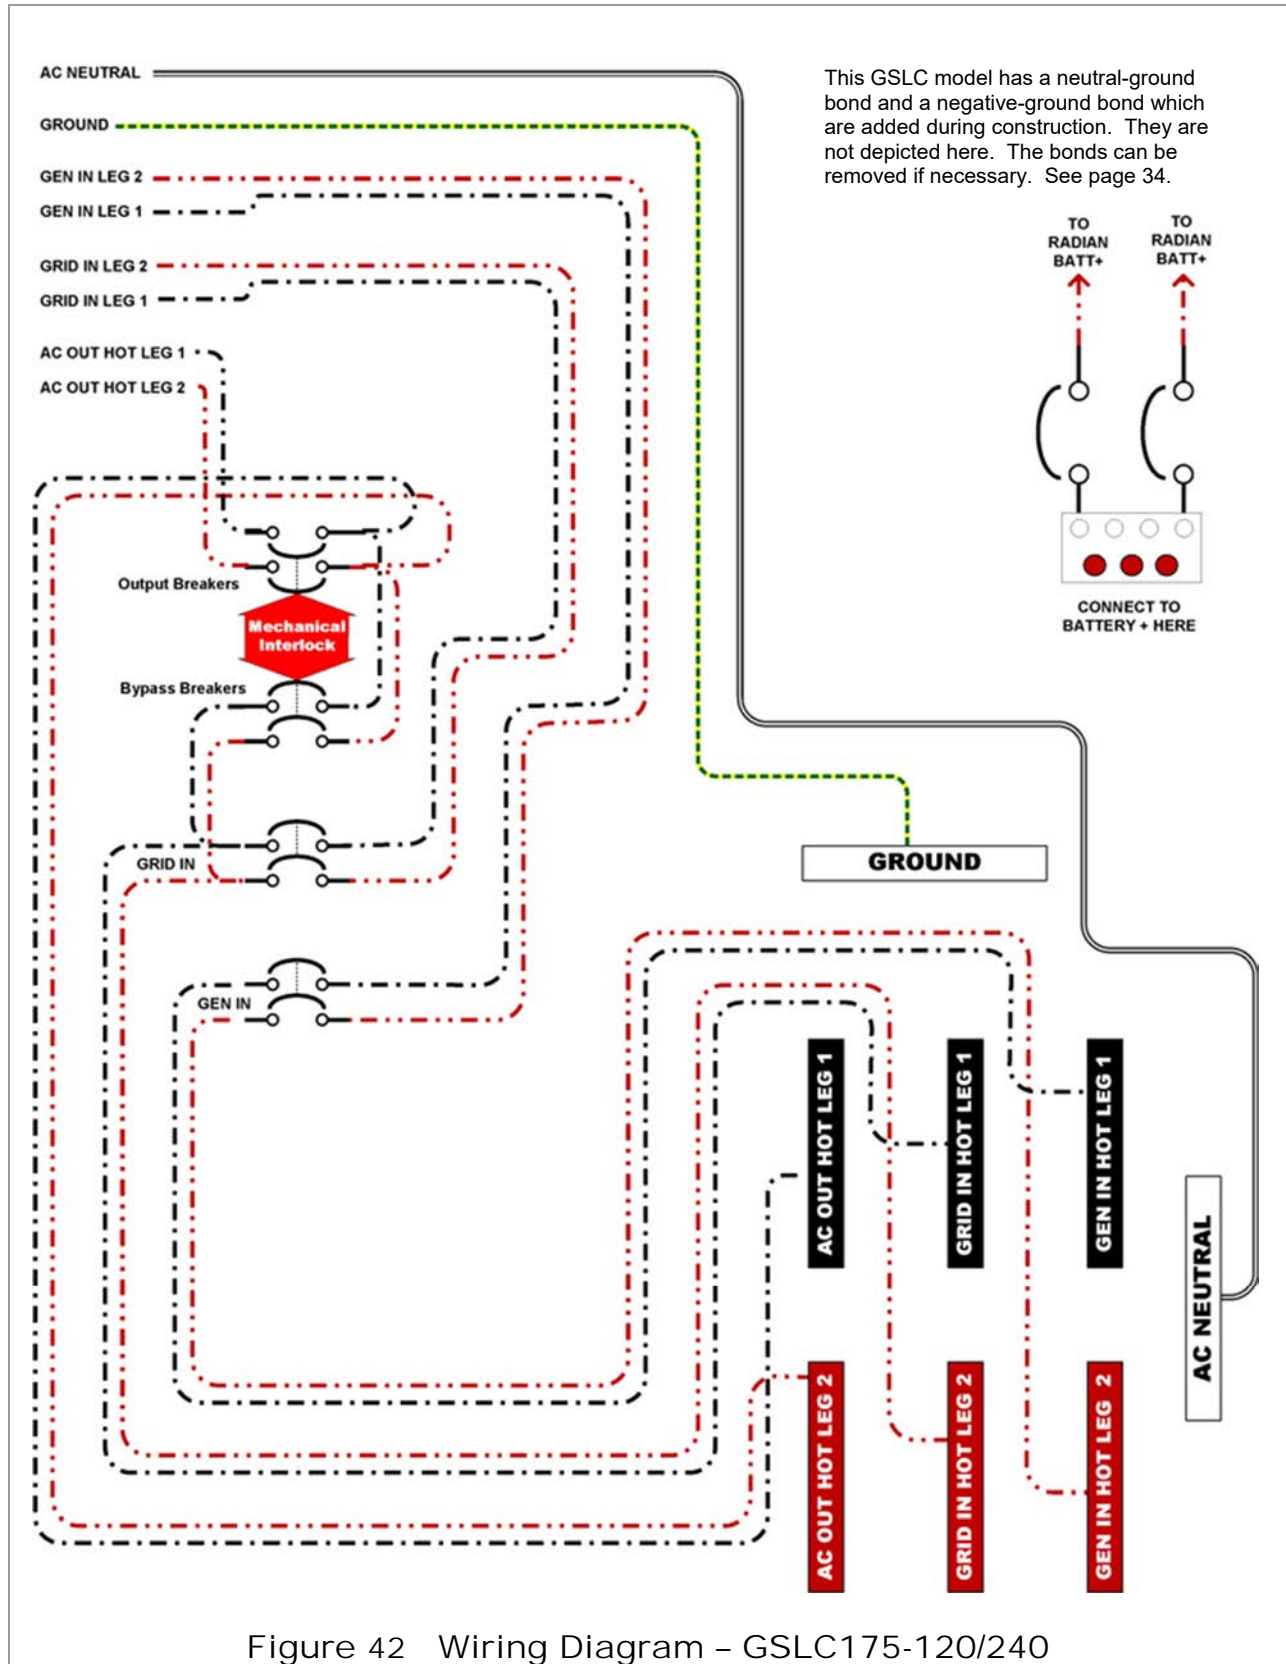 AC NEUTRAL
GROUND
GEN IN LEG 2
GEN IN LEG 1
GRID IN LEG 2
GRID IN LEG 1
AC OUT HOT LEG 1
AC OUT HOT LEG 2
This GSLC model has a neutral-ground
bond and a negative-ground bond which
are added during construction. They are
not depicted here. The bonds can be
removed if necessary. See page 34.
TO
RADIAN
BATT+
TO
RADIAN
BATT+
CONNECT TO
BATTERY + HERE
Output Breakers
Mechanical
Interlock
Bypass Breakers
GRID IN
GEN IN
GROUND
AC OUT HOT LEG 1
GRID IN HOT LEG 1
GEN IN HOT LEG 1
AC NEUTRAL
AC OUT HOT LEG 2
GRID IN HOT LEG 2
GEN IN HOT LEG 2
Figure 42 Wiring Diagram – GSLC175-120/240